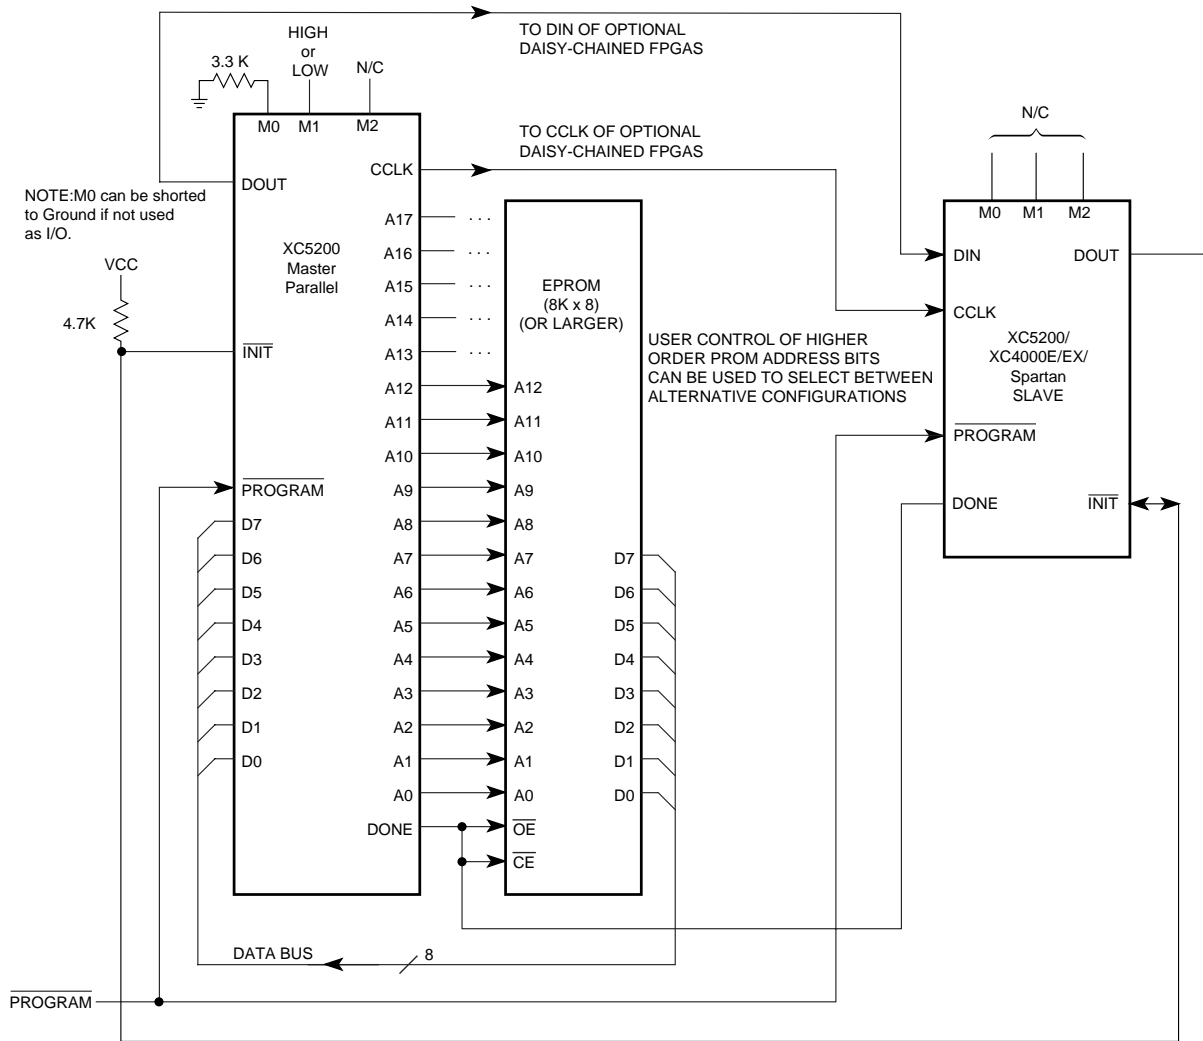 TO DIN OF OPTIONAL
DAISY-CHAINED FPGAS
HIGH
or
LOW
3.3 K
N/C
M0
M1
M2
TO CCLK OF OPTIONAL
DAISY-CHAINED FPGAS
N/C
DOUT
CCLK
NOTE:M0 can be shorted
to Ground if not used
as I/O.
VCC
4.7K
XC5200
Master
Parallel
INIT
PROGRAM
D7
D6
D5
D4
D3
D2
D1
D0
A17 ...
A16 ...
A15 ...
A14 ...
A13 ...
A12
A11
A10
A9
A8
A7
A6
A5
A4
A3
A2
A1
A0
DONE
EPROM
(8K x 8)
(OR LARGER)
A12
A11
A10
A9
A8
A7
A6
A5
A4
A3
A2
A1
A0
OE
CE
D7
D6
D5
D4
D3
D2
D1
D0
USER CONTROL OF HIGHER
ORDER PROM ADDRESS BITS
CAN BE USED TO SELECT BETWEEN
ALTERNATIVE CONFIGURATIONS
M0
M1
M2
DIN
DOUT
CCLK
XC5200/
XC4000E/EX/
Spartan
SLAVE
PROGRAM
DONE
INIT
DATA BUS
8
PROGRAM